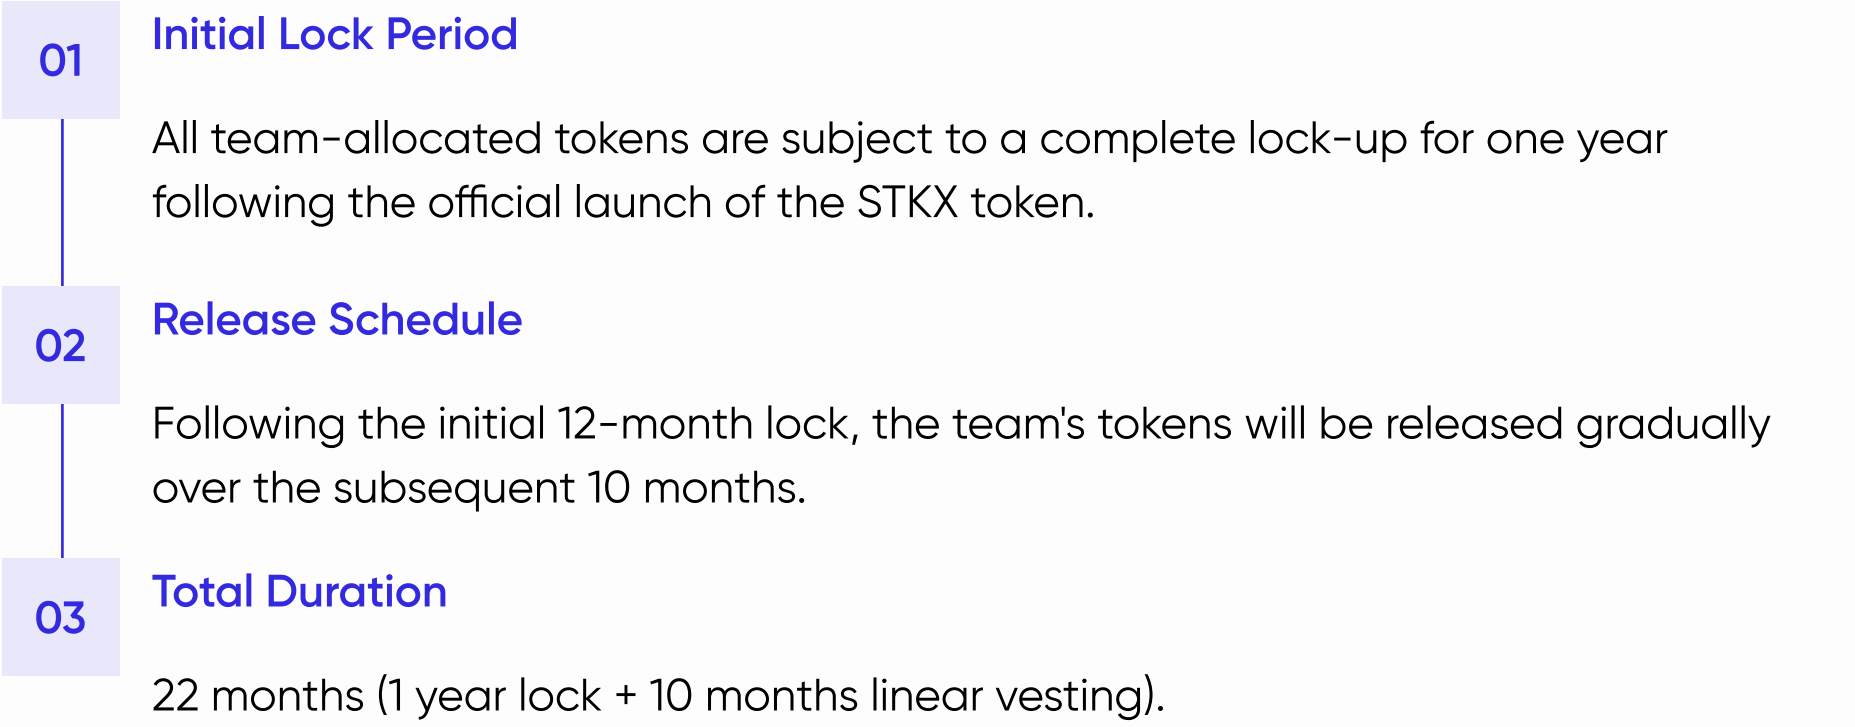 01
Initial Lock Period
All team-allocated tokens are subject to a complete lock-up for one year
following the official launch of the STKX token.
02
Release Schedule
Following the initial 12-month lock, the team's tokens will be released gradually
over the subsequent 10 months.
03
Total Duration
22 months (1 year lock + 10 months linear vesting).